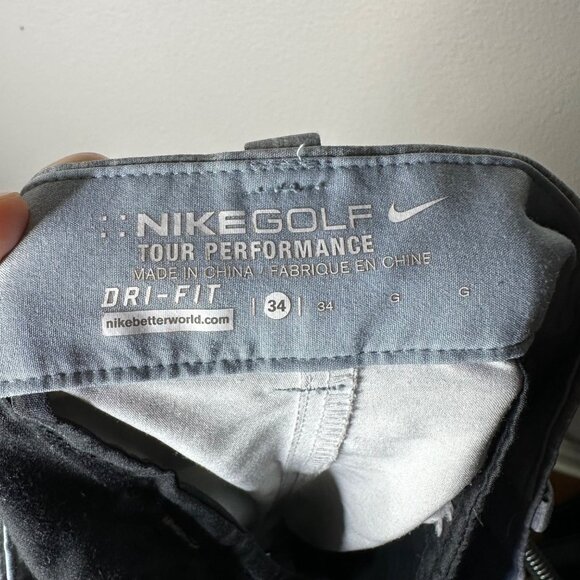 NIKEGOLF
TOUR PERFORMANCE
MADE IN CHINA / FABRIQUE EN CHINE
DRI-FIT | 34 | 34 G G
nikebetterworld.com